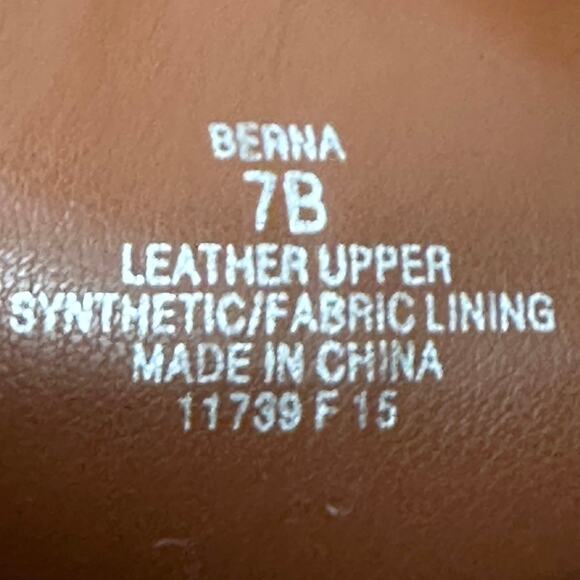 BERNA
7B
LEATHER UPPER
SYNTHETIC/FABRIC LINING
MADE IN CHINA
11739 F 15